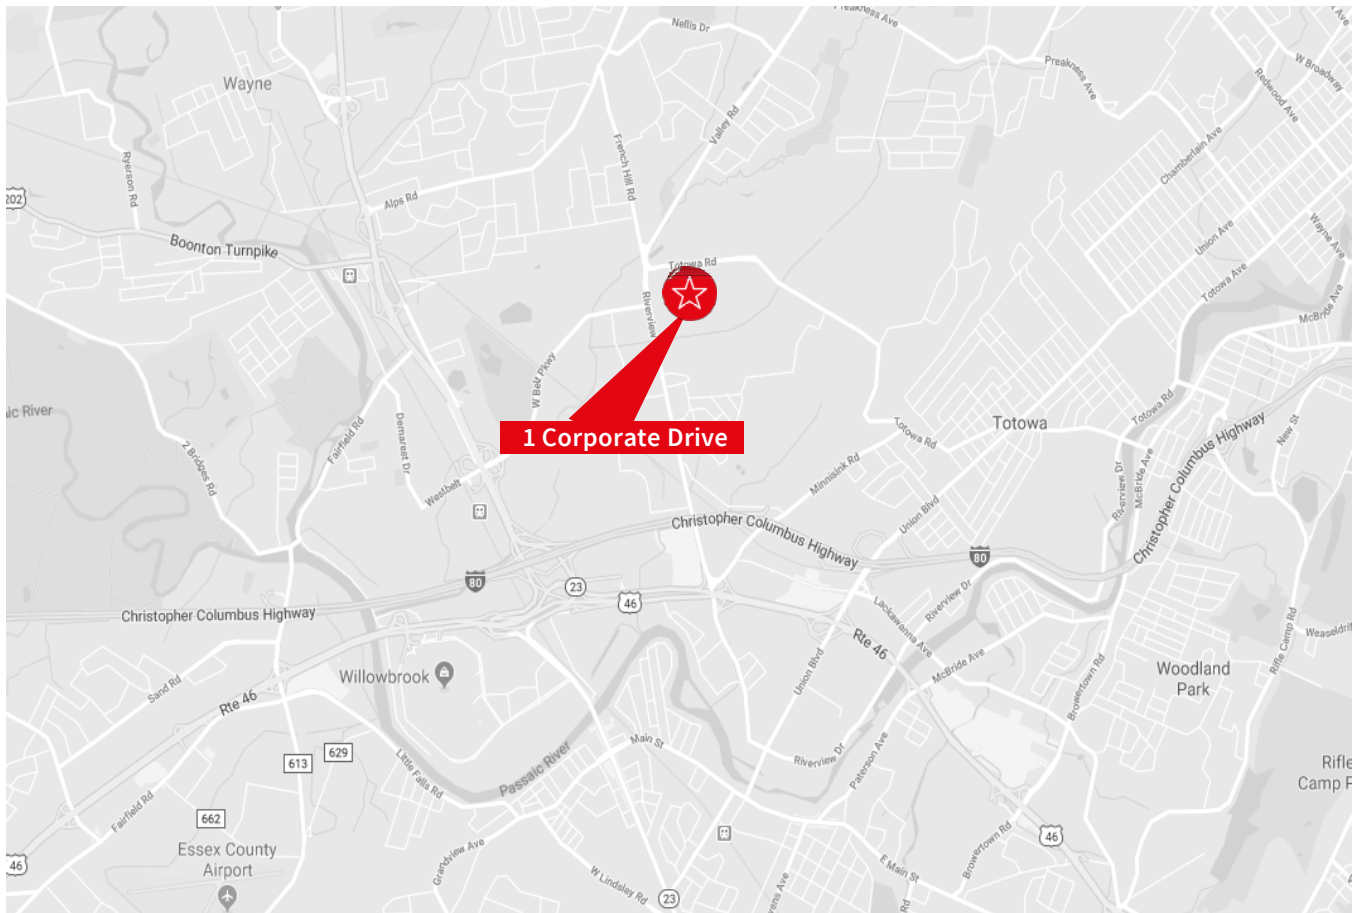 Nellis Dr
Preakness Ave
Wayne
Preakness Ave
W Broadway
Redwood Ave
Valley Rd
French Hill Rd
Chamberlain Ave
Ryerson Rd
202
Alps Rd
Boonton Turnpike
Union Ave
Wayne Ave
Totowa Rd
Totowa Ave
McBride Ave
Riverview
W Belt Pkwy
Totowa Rd
Fairfield Rd
Demarest Dr
2 Bridges Rd
River
1 Corporate Drive
Totowa Rd
Totowa
New St
Minnisink Rd
Riverview Dr
McBride Ave
Christopher Columbus Highway
Westbelt
Union Blvd
Christopher Columbus Highway
80
80
23
46
Christopher Columbus Highway
Riverview Dr
Lackawanna Ave
Rte 46
Rifle Camp Rd
Union Blvd
McBride Ave
Woodland
Park
Browertown Rd
Willowbrook
Sand Rd
Rte 46
Main St
613
629
Little Falls Rd
Passaic River
Riverview Dr
Paterson Ave
Rifle
Camp
Fairfield Rd
662
Essex County
Airport
46
Grandview Ave
W Lindsley Rd
23
E Main St
Browertown Rd
46
Rd